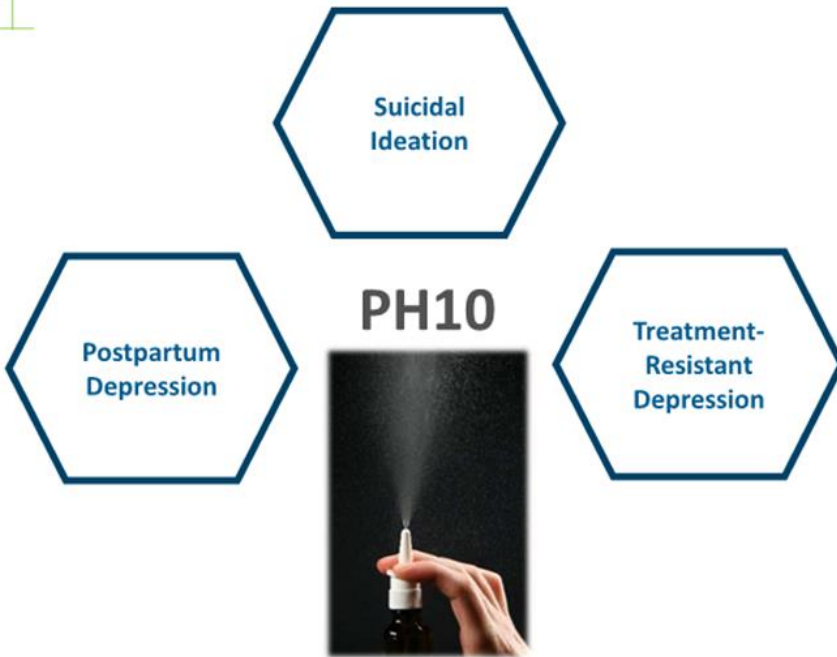 Suicidal
Ideation
PH10
Postpartum
Depression
Treatment-
Resistant
Depression